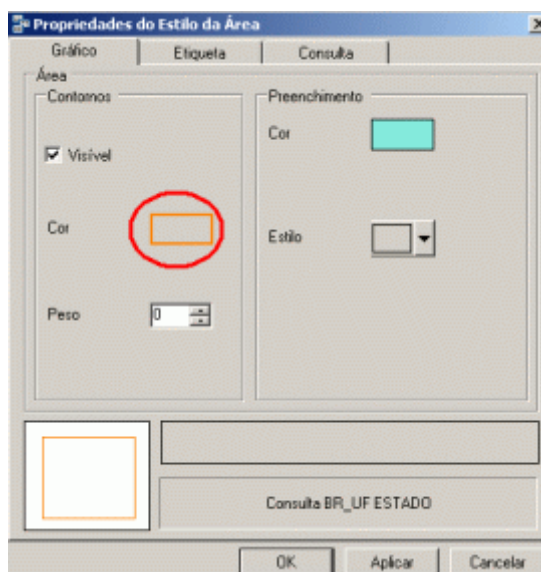 Propriedades do Estilo da Área
Gráfico Etiqueta Consulta
Área
Contornos
Visível
Cor
Peso 0
Preenchimento
Cor
Estilo
Consulta BR_UF ESTADO
OK Aplicar Cancelar